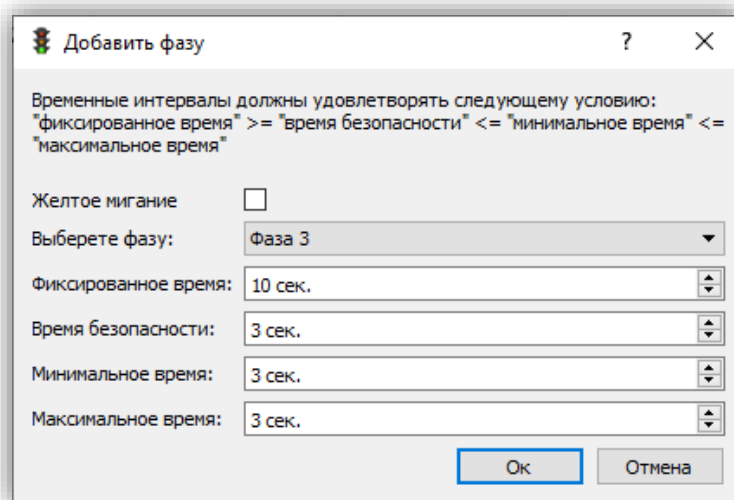 Добавить фазу
Временные интервалы должны удовлетворять следующему условию:
"фиксированное время" >= "время безопасности" <= "минимальное время" <=
"максимальное время"
Желтое мигание
Выберете фазу: Фаза 3
Фиксированное время: 10 сек.
Время безопасности: 3 сек.
Минимальное время: 3 сек.
Максимальное время: 3 сек.
Ок Отмена